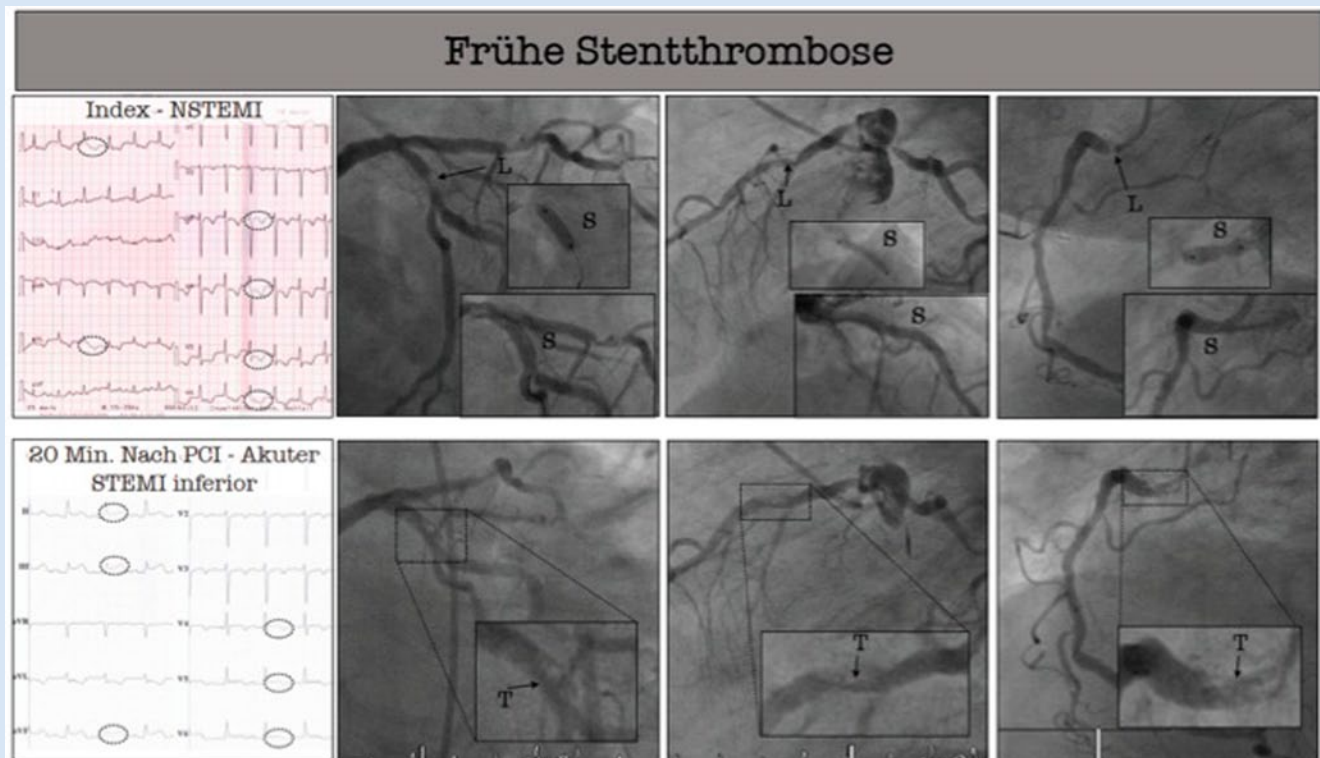 Frühe Stentthrombose
Index - NSTEMI
L
S
S
L
S
S
L
S
S
20 Min. Nach PCI - Akuter
STEMI inferior
T
T
T